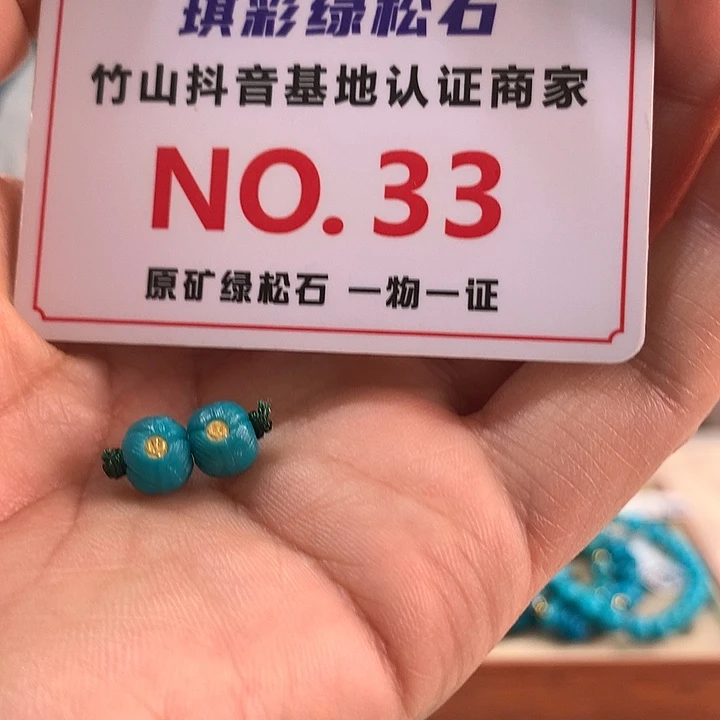 琪彩绿松石
竹山抖音基地认证商家
NO. 33
原矿绿松石 一物一证